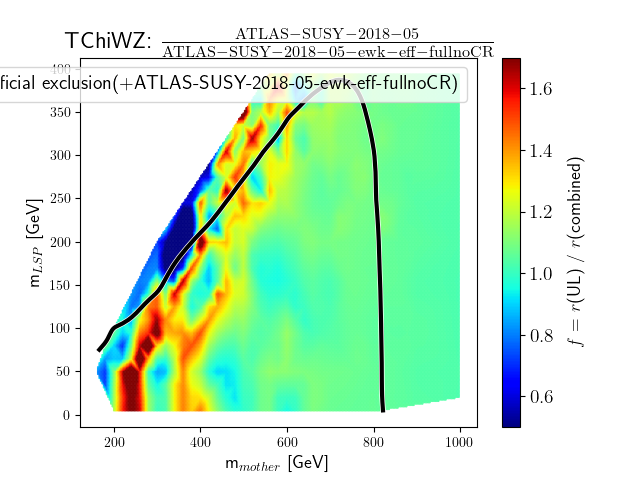 TChiWZ: ATLAS-SUSY-2018-05
ATLAS-SUSY-2018-05-ewk-eff-fullnoCR
ficial exclusion(+ATLAS-SUSY-2018-05-ewk-eff-fullnoCR)
400
350
300
250
200
150
100
50
0
m_LSP [GeV]
200 400 600 800 1000
m_mother [GeV]
1.6
1.4
1.2
1.0
0.8
0.6
f = r(UL) / r(combined)